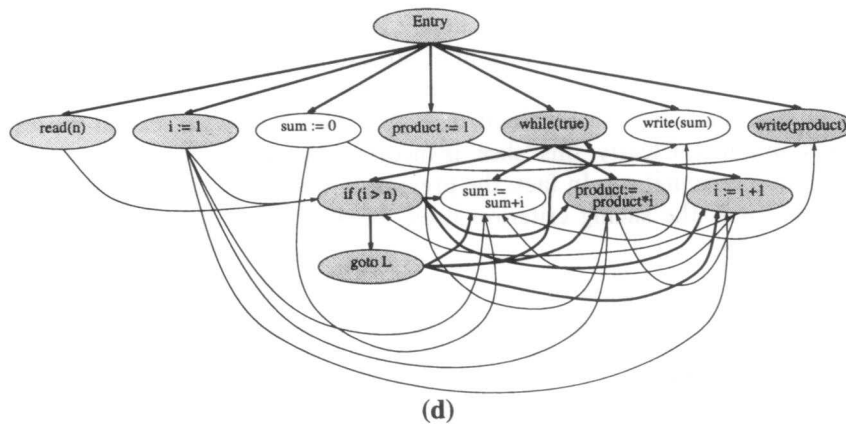 Entry
read(n)
i := 1
sum := 0
product := 1
while(true)
write(sum)
write(product)
if (i > n)
sum :=
sum+i
product:=
product*i
i := i +1
goto L
(d)